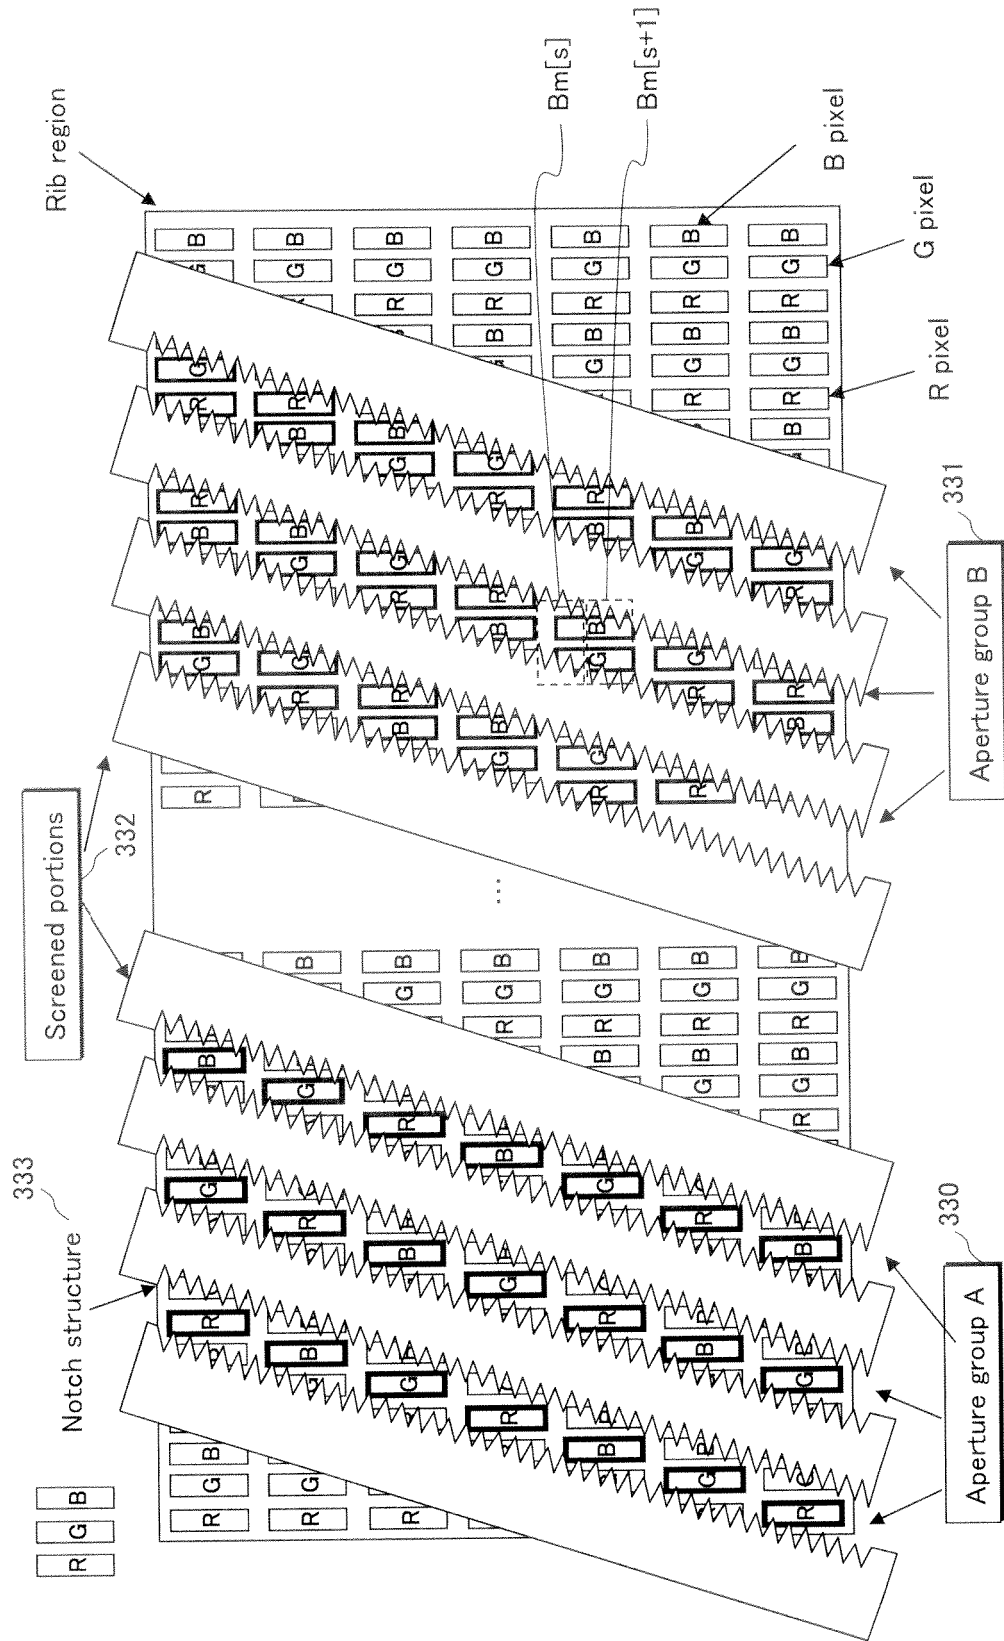 333
332
Screened portions
R G B
Notch structure
Rib region
R G B R G B R G B B R R G G B
R G B R G B R G G B B R G B
R G B R G B B R R G G B R G B
R G B R G B G B B R R G G B R G B
B R G B R G B R G G B B R G B R G B
G B R G B R G B R R G G B R G B R G B
R G B R G B R G B B R R G G B R G B R G B
...
Bm[s]
Bm[s+1]
B pixel
G pixel
R pixel
330
331
Aperture group A
Aperture group B